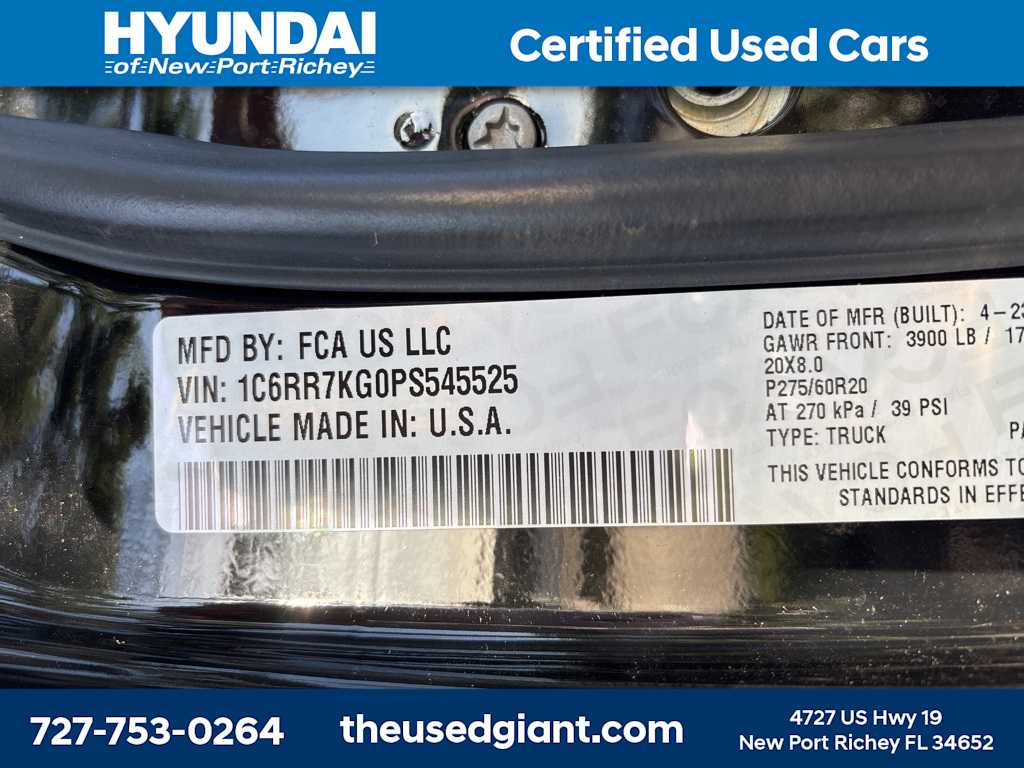 HYUNDAI
of New Port Richey
Certified Used Cars
MFD BY: FCA US LLC
VIN: 1C6RR7KG0PS545525
VEHICLE MADE IN: U.S.A.
DATE OF MFR (BUILT): 4-23
GAWR FRONT: 3900 LB / 17
20X8.0
P275/60R20
AT 270 kPa / 39 PSI
TYPE: TRUCK
THIS VEHICLE CONFORMS TO
STANDARDS IN EFFE
727-753-0264
theusedgiant.com
4727 US Hwy 19
New Port Richey FL 34652